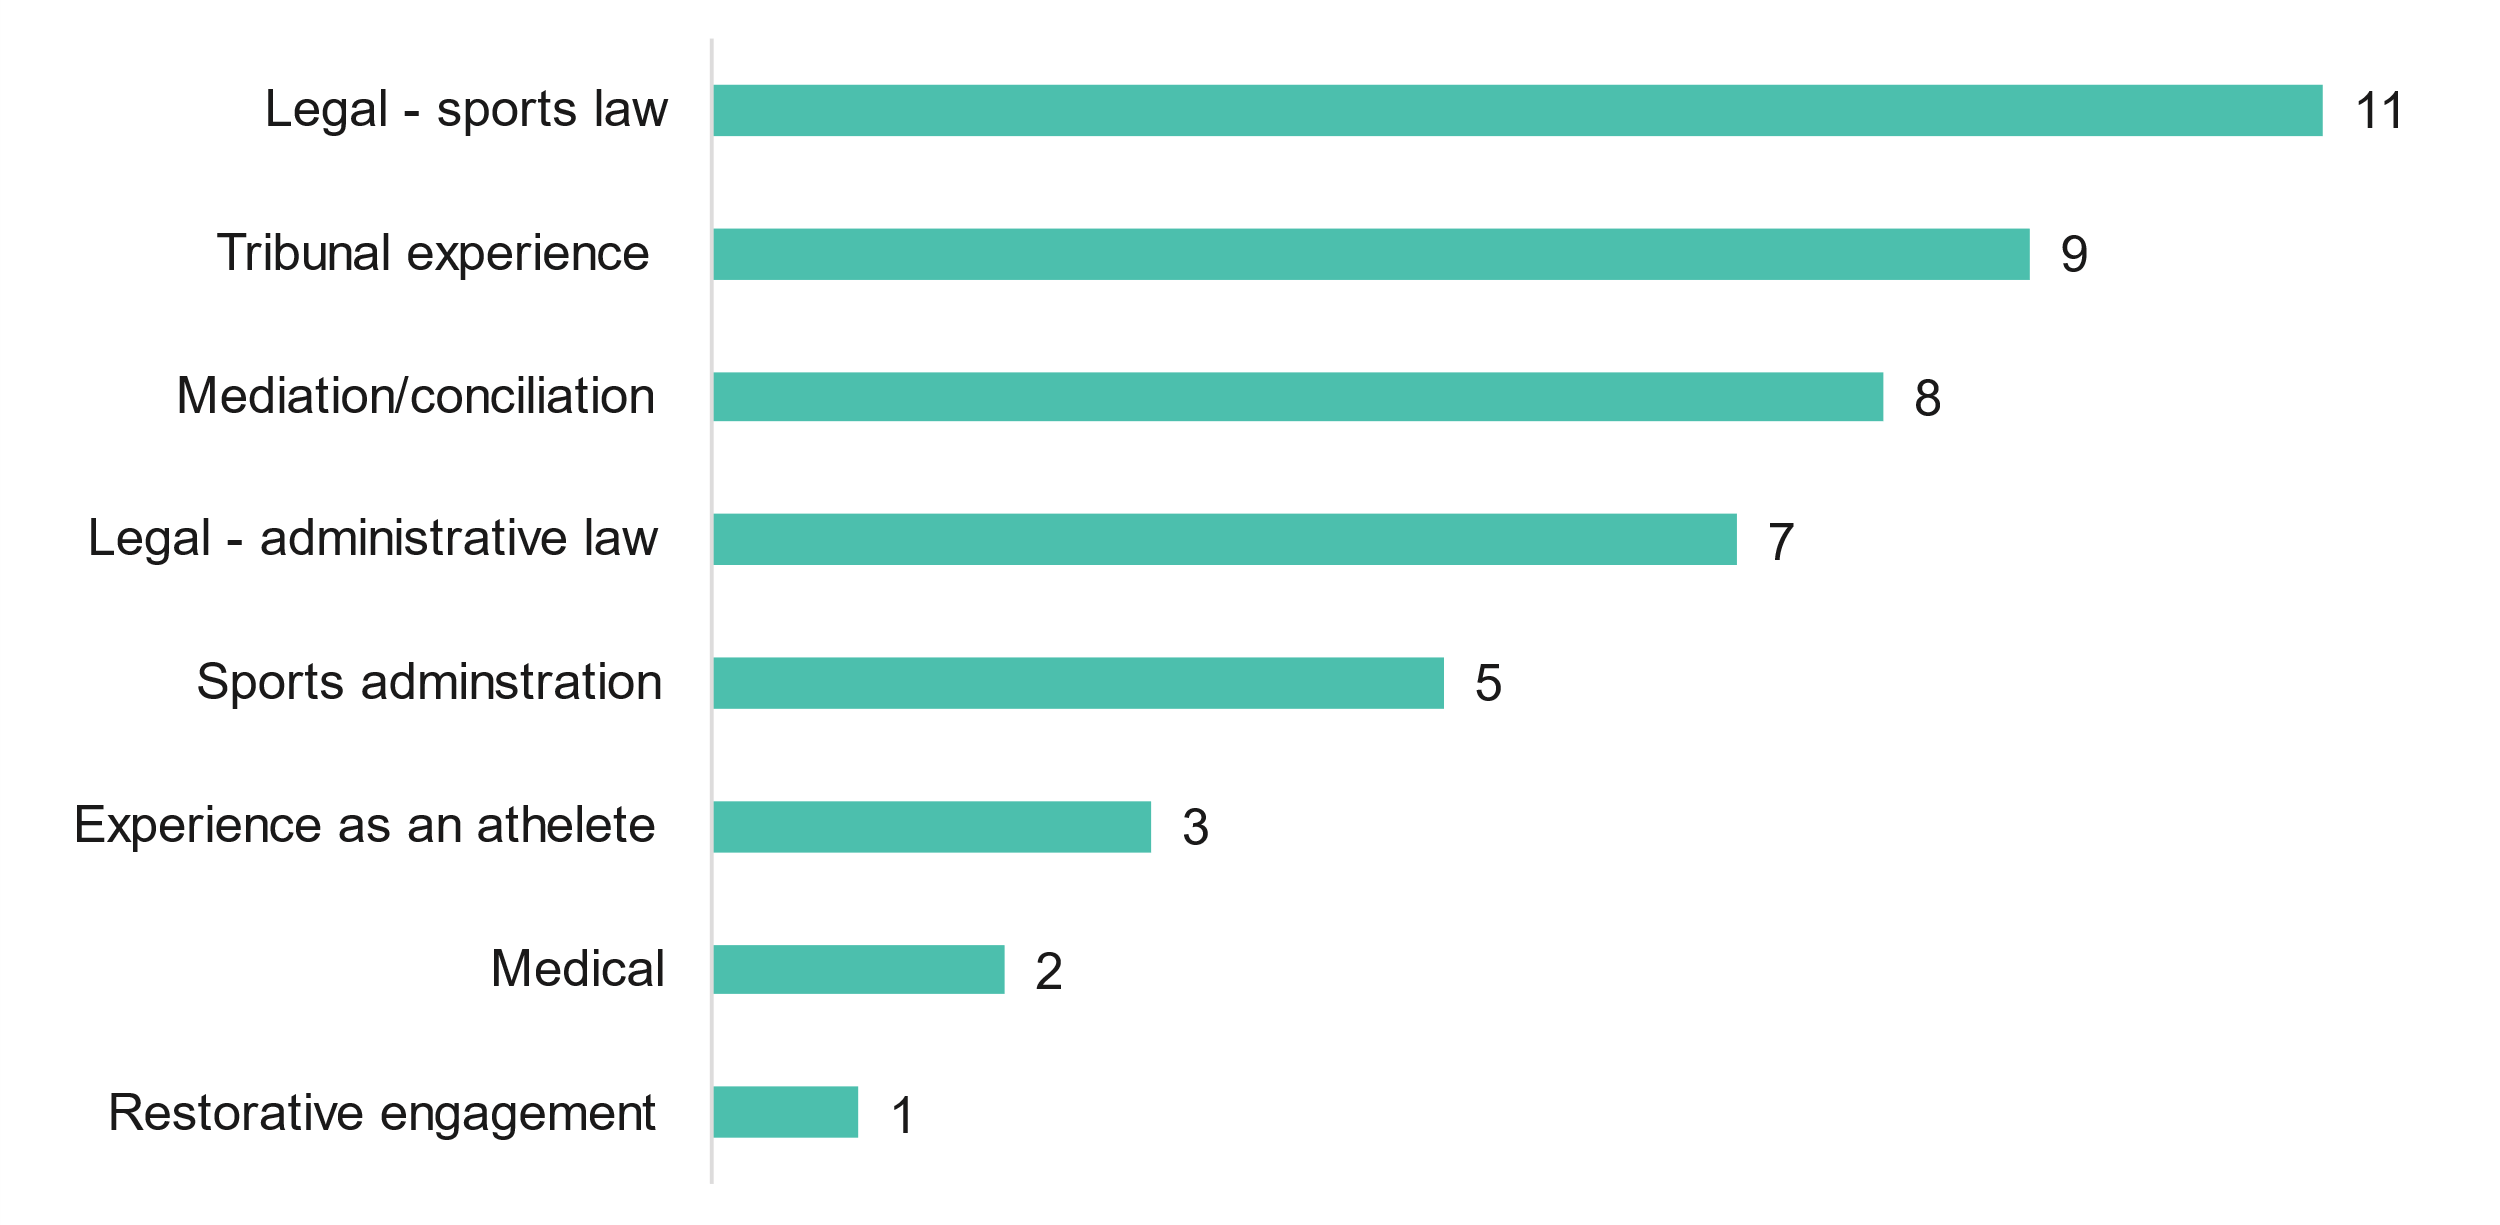 Legal - sports law 11
Tribunal experience 9
Mediation/conciliation 8
Legal - administrative law 7
Sports adminstration 5
Experience as an athelete 3
Medical 2
Restorative engagement 1